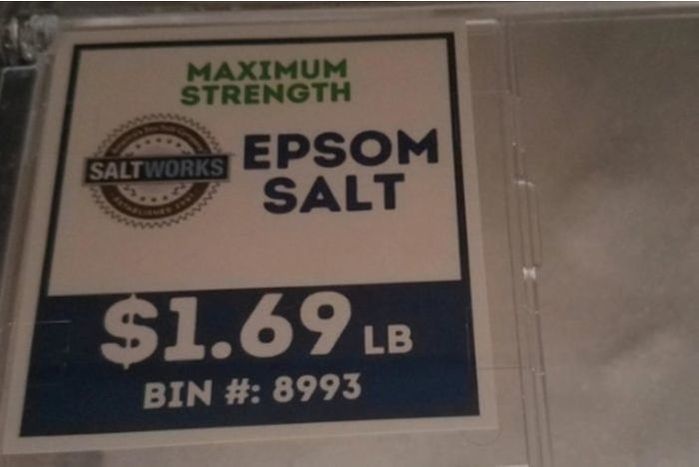 MAXIMUM
STRENGTH
SALTWORKS
EPSOM
SALT
$1.69 LB
BIN #: 8993